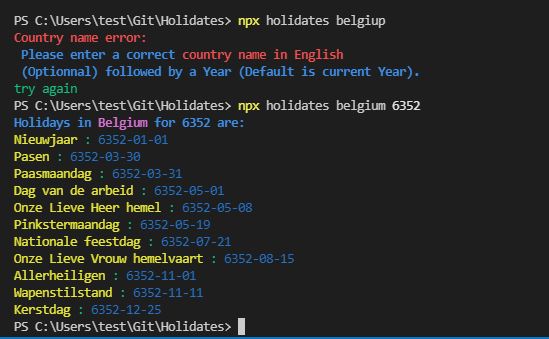 PS C:\Users\test\Git\Holidates> npx holidates belgiup
Country name error:
Please enter a correct country name in English
(Optionnal) followed by a Year (Default is current Year).
try again
PS C:\Users\test\Git\Holidates> npx holidates belgium 6352
Holidays in Belgium for 6352 are:
Nieuwjaar : 6352-01-01
Pasen : 6352-03-30
Paasmaandag : 6352-03-31
Dag van de arbeid : 6352-05-01
Onze Lieve Heer hemel : 6352-05-08
Pinkstermaandag : 6352-05-19
Nationale feestdag : 6352-07-21
Onze Lieve Vrouw hemelvaart : 6352-08-15
Allerheiligen : 6352-11-01
Wapenstilstand : 6352-11-11
Kerstdag : 6352-12-25
PS C:\Users\test\Git\Holidates>